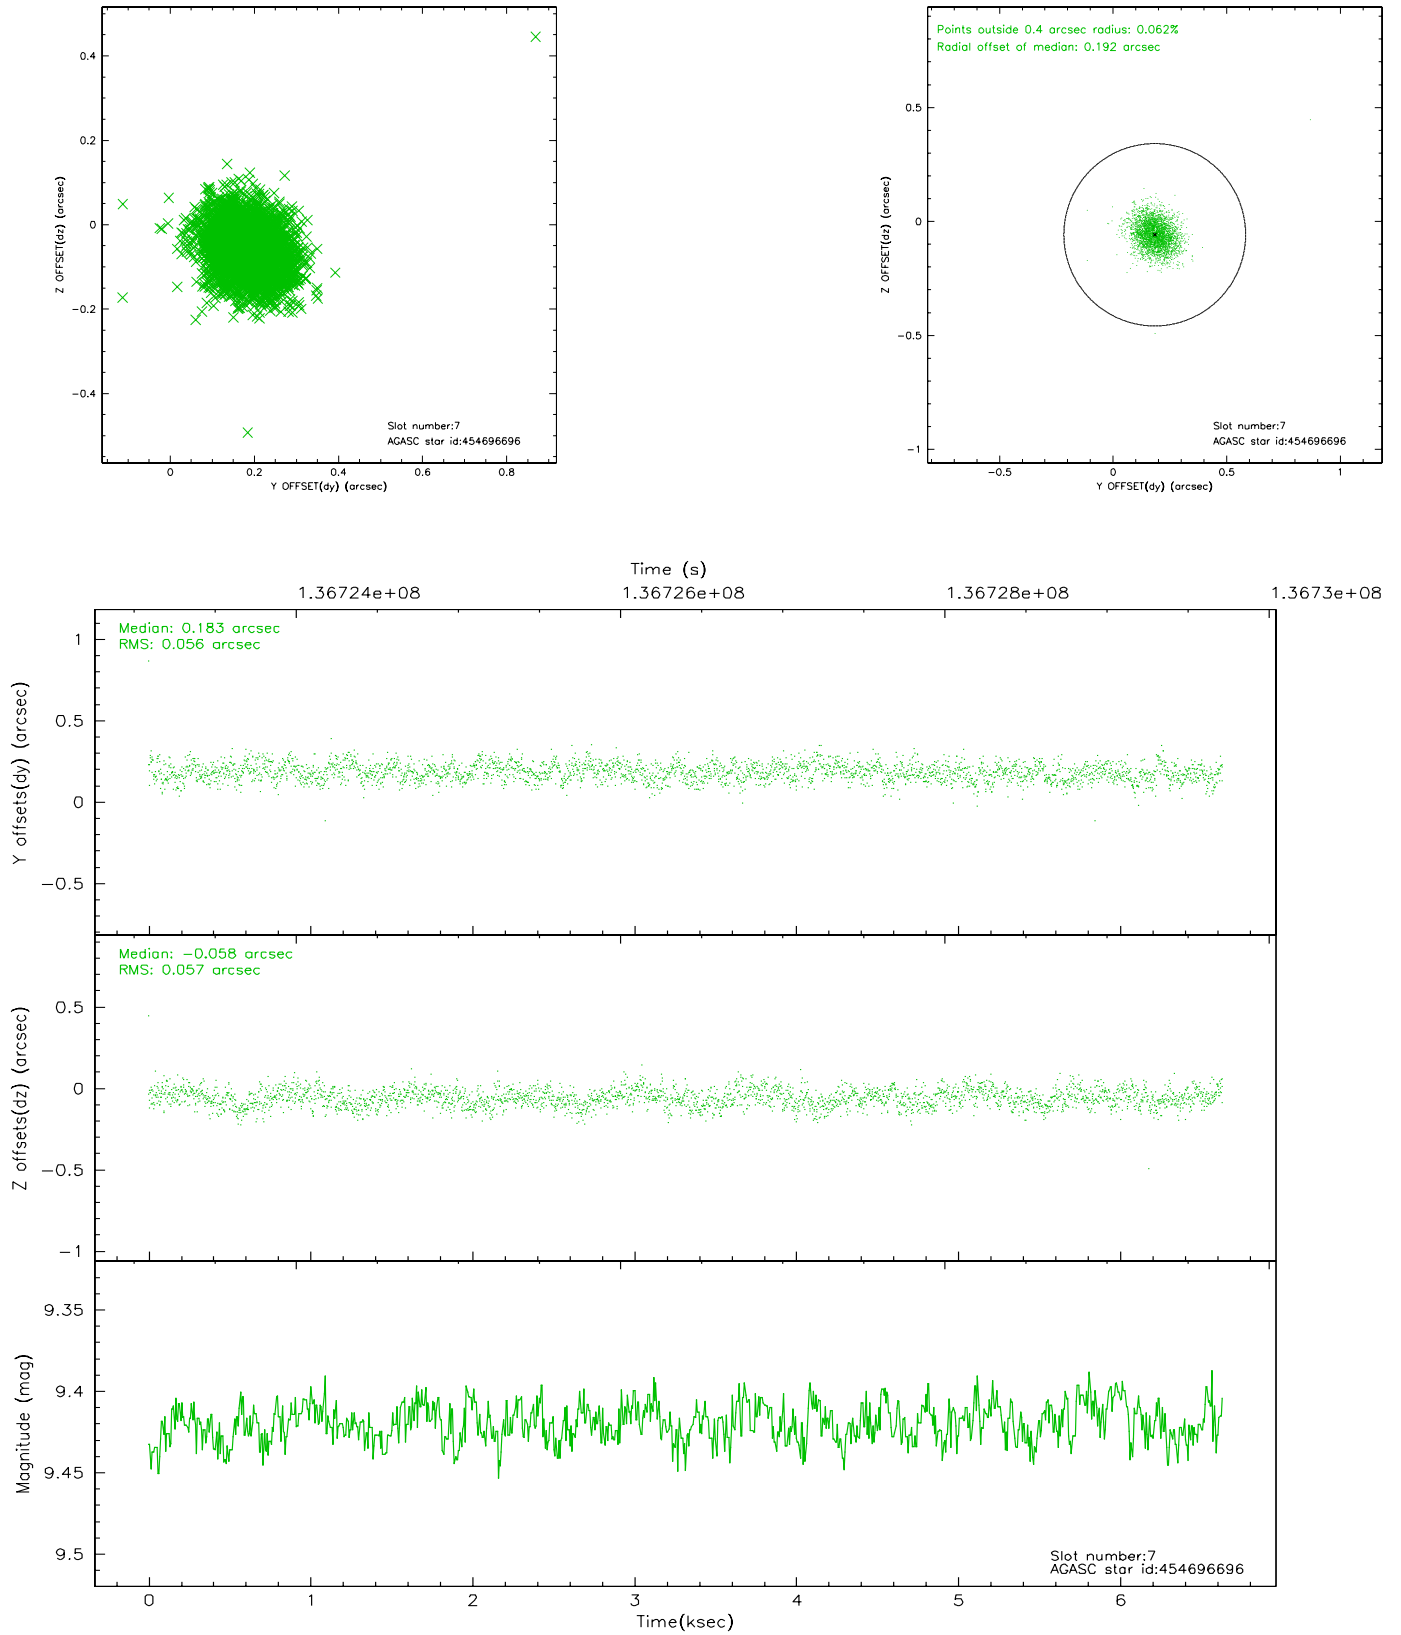 0.4
0.2
0
−0.2
−0.4
Z OFFSET(dz) (arcsec)
Slot number:7
AGASC star id:454696696
0 0.2 0.4 0.6 0.8
Y OFFSET(dy) (arcsec)
Points outside 0.4 arcsec radius: 0.062%
Radial offset of median: 0.192 arcsec
0.5
0
−0.5
−1
Z OFFSET(dz) (arcsec)
Slot number:7
AGASC star id:454696696
−0.5 0 0.5 1
Y OFFSET(dy) (arcsec)
Time (s)
1.36724e+08 1.36726e+08 1.36728e+08 1.3673e+08
Median: 0.183 arcsec
RMS: 0.056 arcsec
1
0.5
0
−0.5
Y offsets(dy) (arcsec)
Median: −0.058 arcsec
RMS: 0.057 arcsec
0.5
0
−0.5
−1
Z offsets(dz) (arcsec)
9.35
9.4
9.45
9.5
Magnitude (mag)
Slot number:7
AGASC star id:454696696
0 1 2 3 4 5 6
Time(ksec)